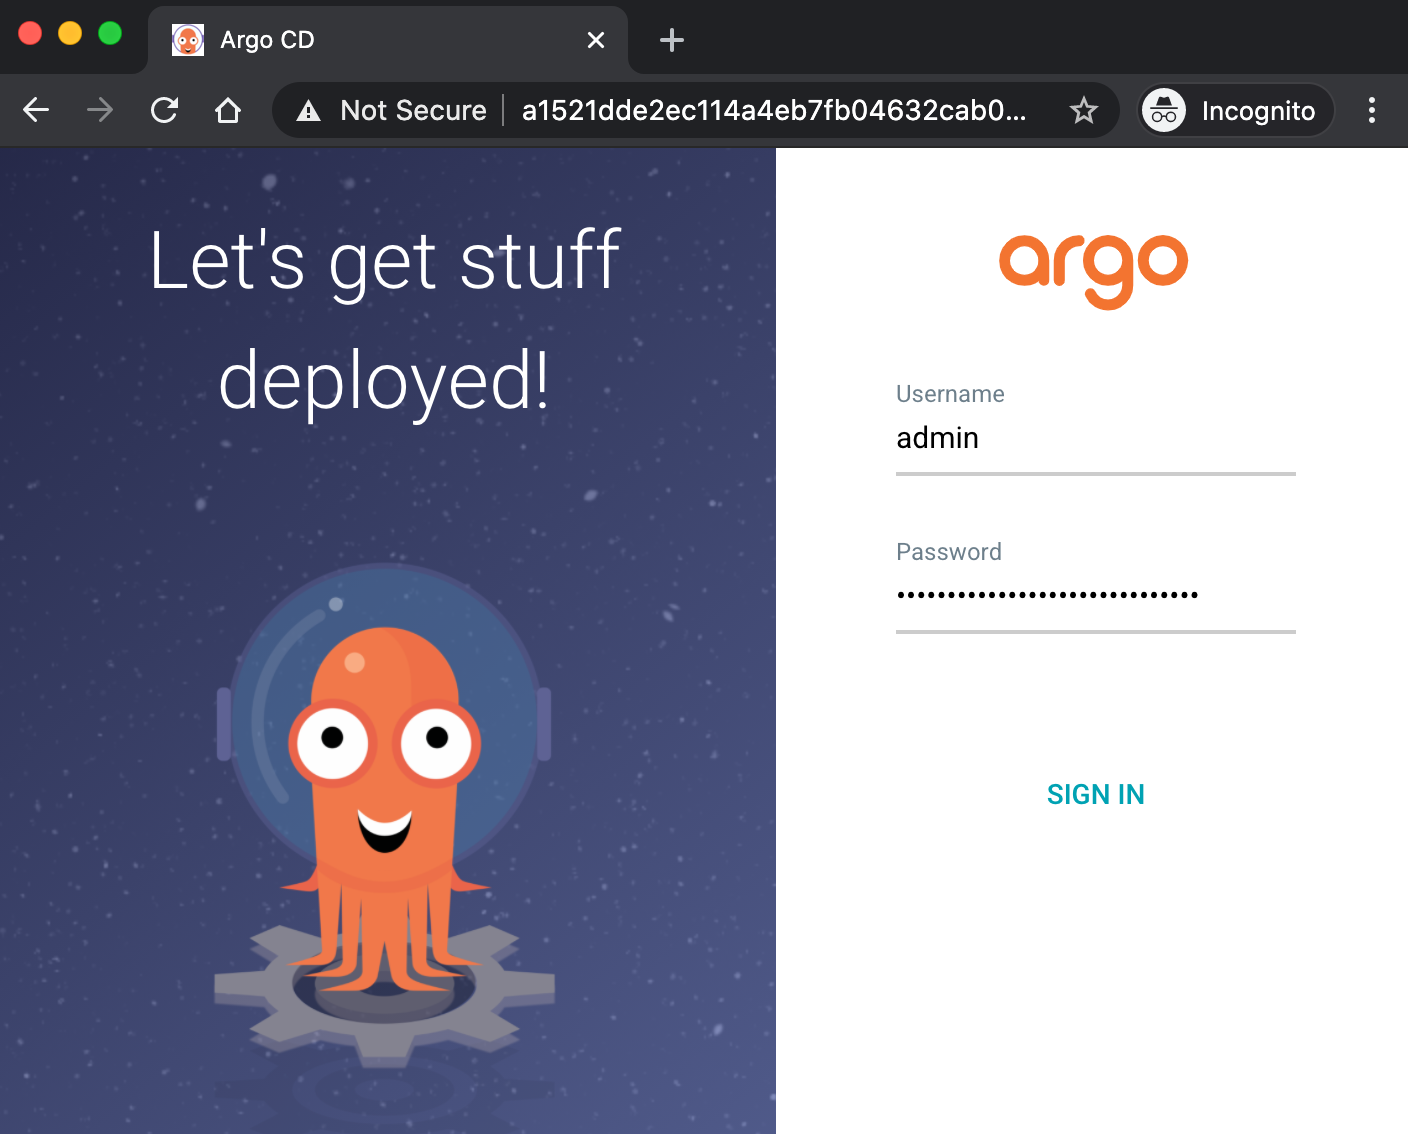 Argo CD
Not Secure
a1521dde2ec114a4eb7fb04632cab0...
Incognito
Let's get stuff
deployed!
argo
Username
admin
Password
••••••••••••••••••••••••••••••
SIGN IN